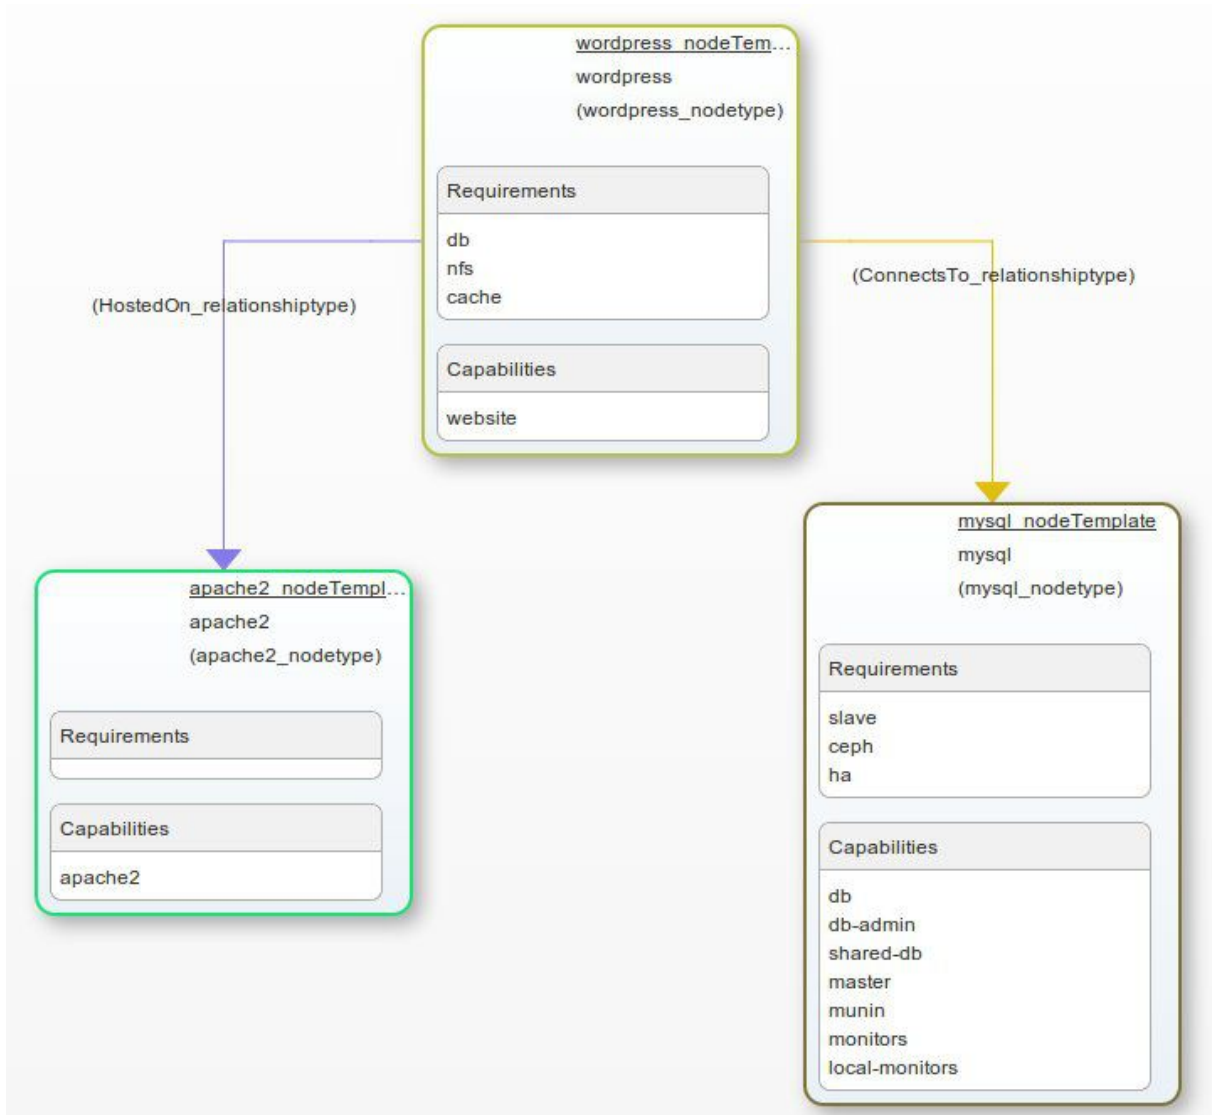 wordpress_nodeTem...
wordpress
(wordpress_nodetype)
Requirements
db
nfs
cache
Capabilities
website
(HostedOn_relationshiptype)
(ConnectsTo_relationshiptype)
apache2_nodeTempl...
apache2
(apache2_nodetype)
Requirements
Capabilities
apache2
mysql_nodeTemplate
mysql
(mysql_nodetype)
Requirements
slave
ceph
ha
Capabilities
db
db-admin
shared-db
master
munin
monitors
local-monitors